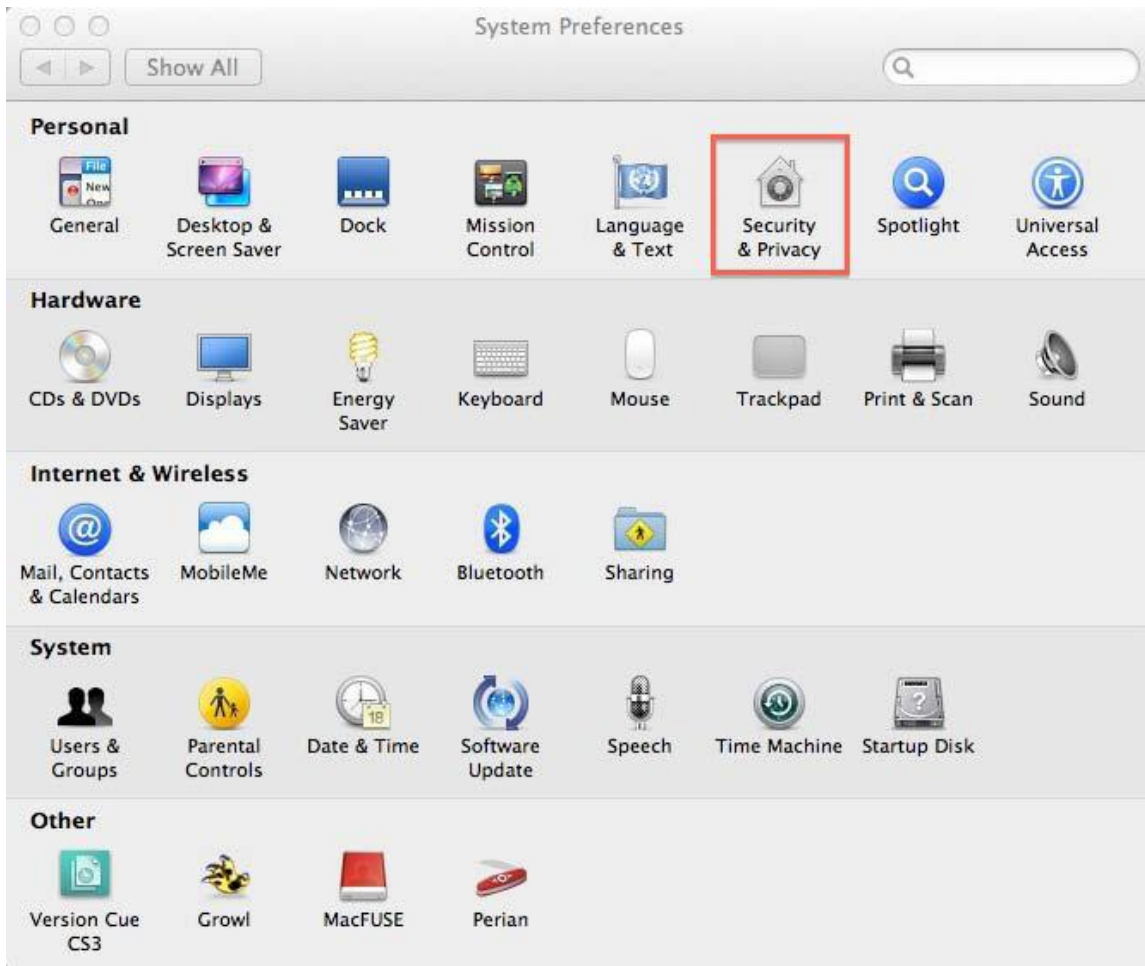 System Preferences
Show All
Personal
File
New
General
Desktop &
Screen Saver
Dock
Mission
Control
Language
& Text
Security
& Privacy
Spotlight
Universal
Access
Hardware
CDs & DVDs
Displays
Energy
Saver
Keyboard
Mouse
Trackpad
Print & Scan
Sound
Internet & Wireless
@
Mail, Contacts
& Calendars
MobileMe
Network
Bluetooth
Sharing
System
Users &
Groups
Parental
Controls
18
Date & Time
Software
Update
Speech
Time Machine
?
Startup Disk
Other
Version Cue
CS3
Growl
MacFUSE
Perian